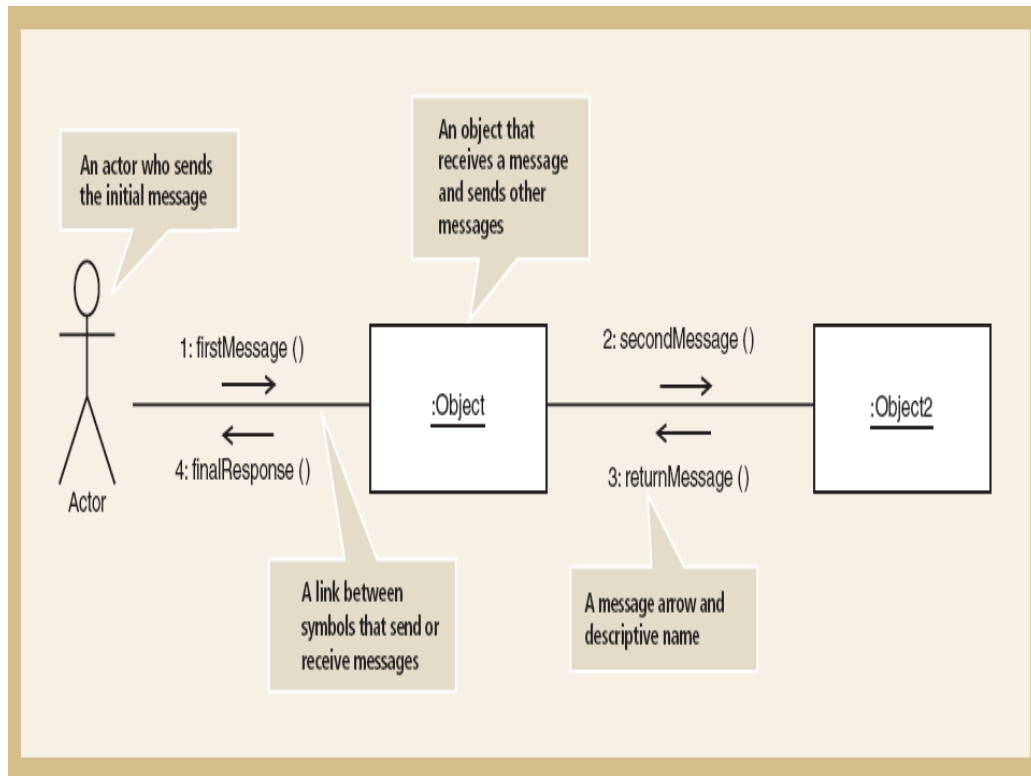 An actor who sends
the initial message
An object that
receives a message
and sends other
messages
1: firstMessage ()
4: finalResponse ()
Actor
:Object
2: secondMessage ()
3: returnMessage ()
:Object2
A link between
symbols that send or
receive messages
A message arrow and
descriptive name